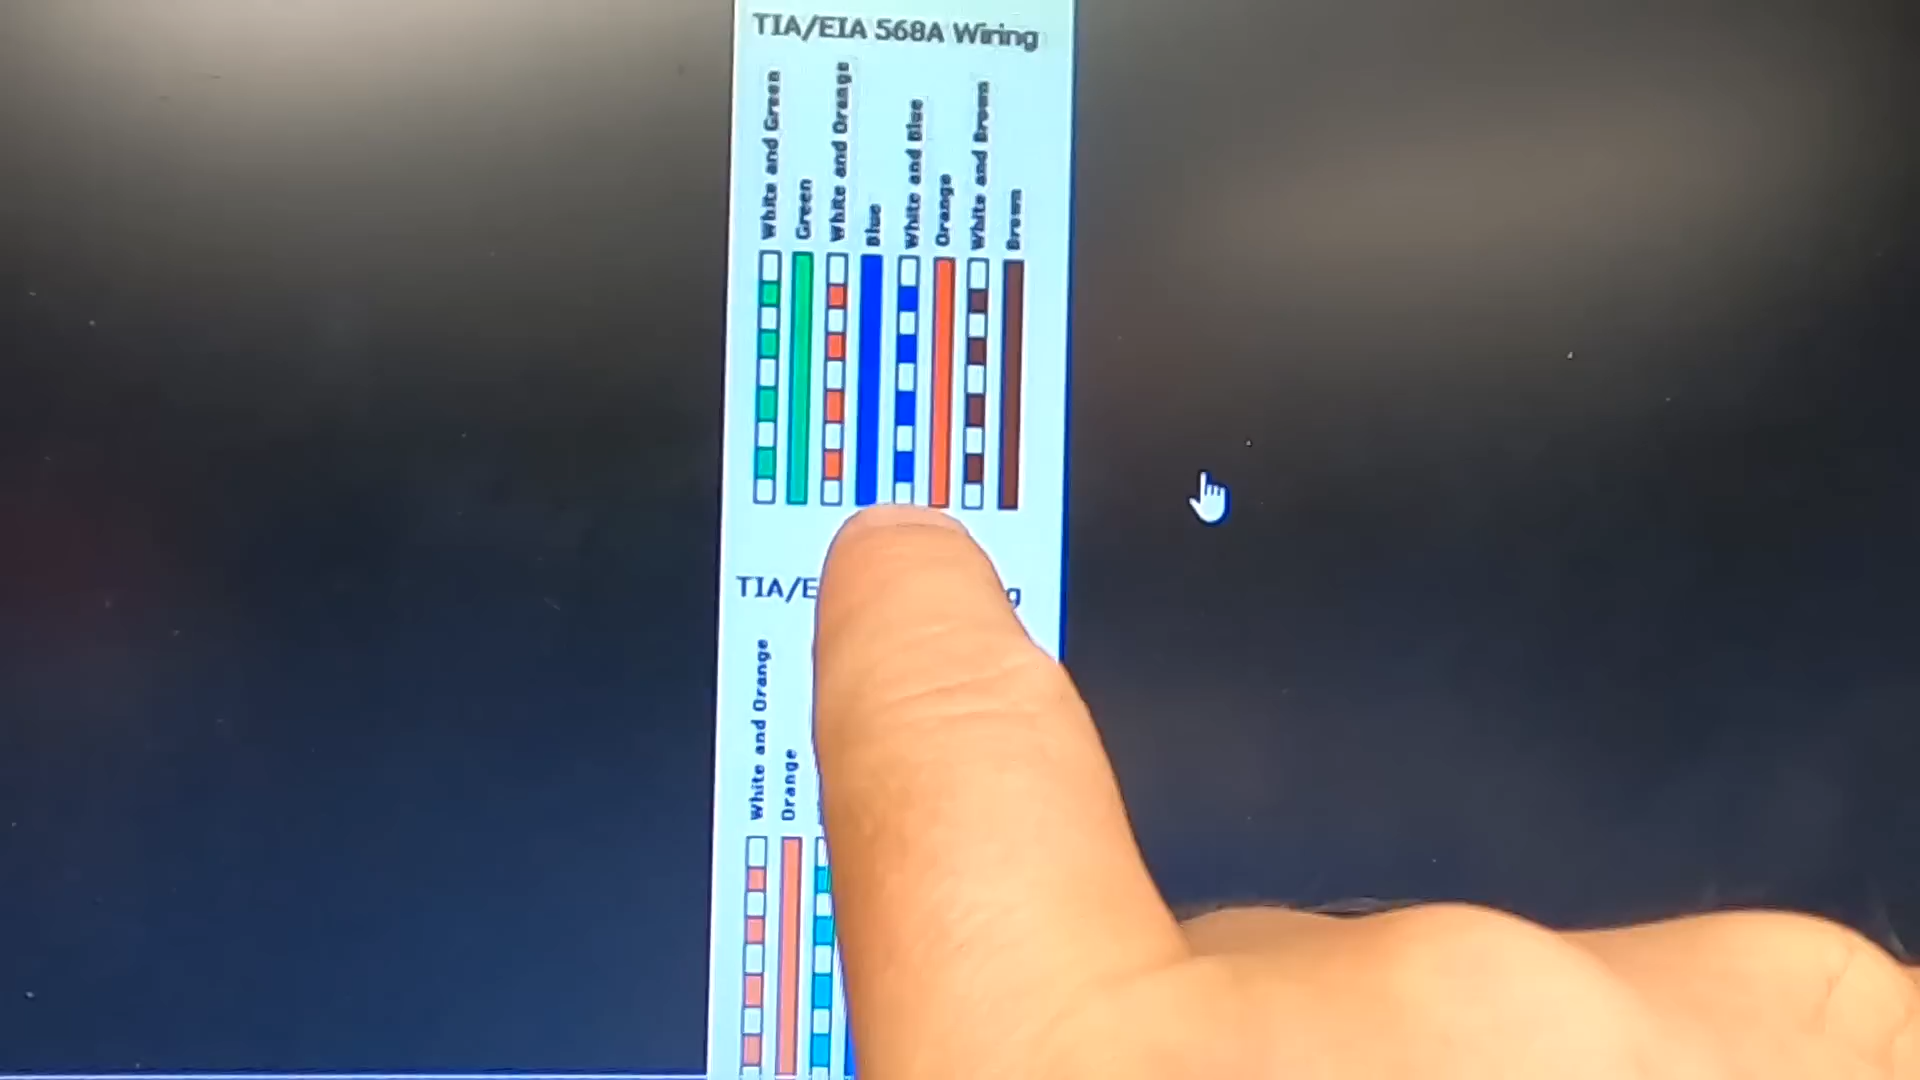 TIA/EIA 568A Wiring
White and Green
Green
White and Orange
Blue
White and Blue
Orange
White and Brown
Brown
TIA/E
g
White and Orange
Orange